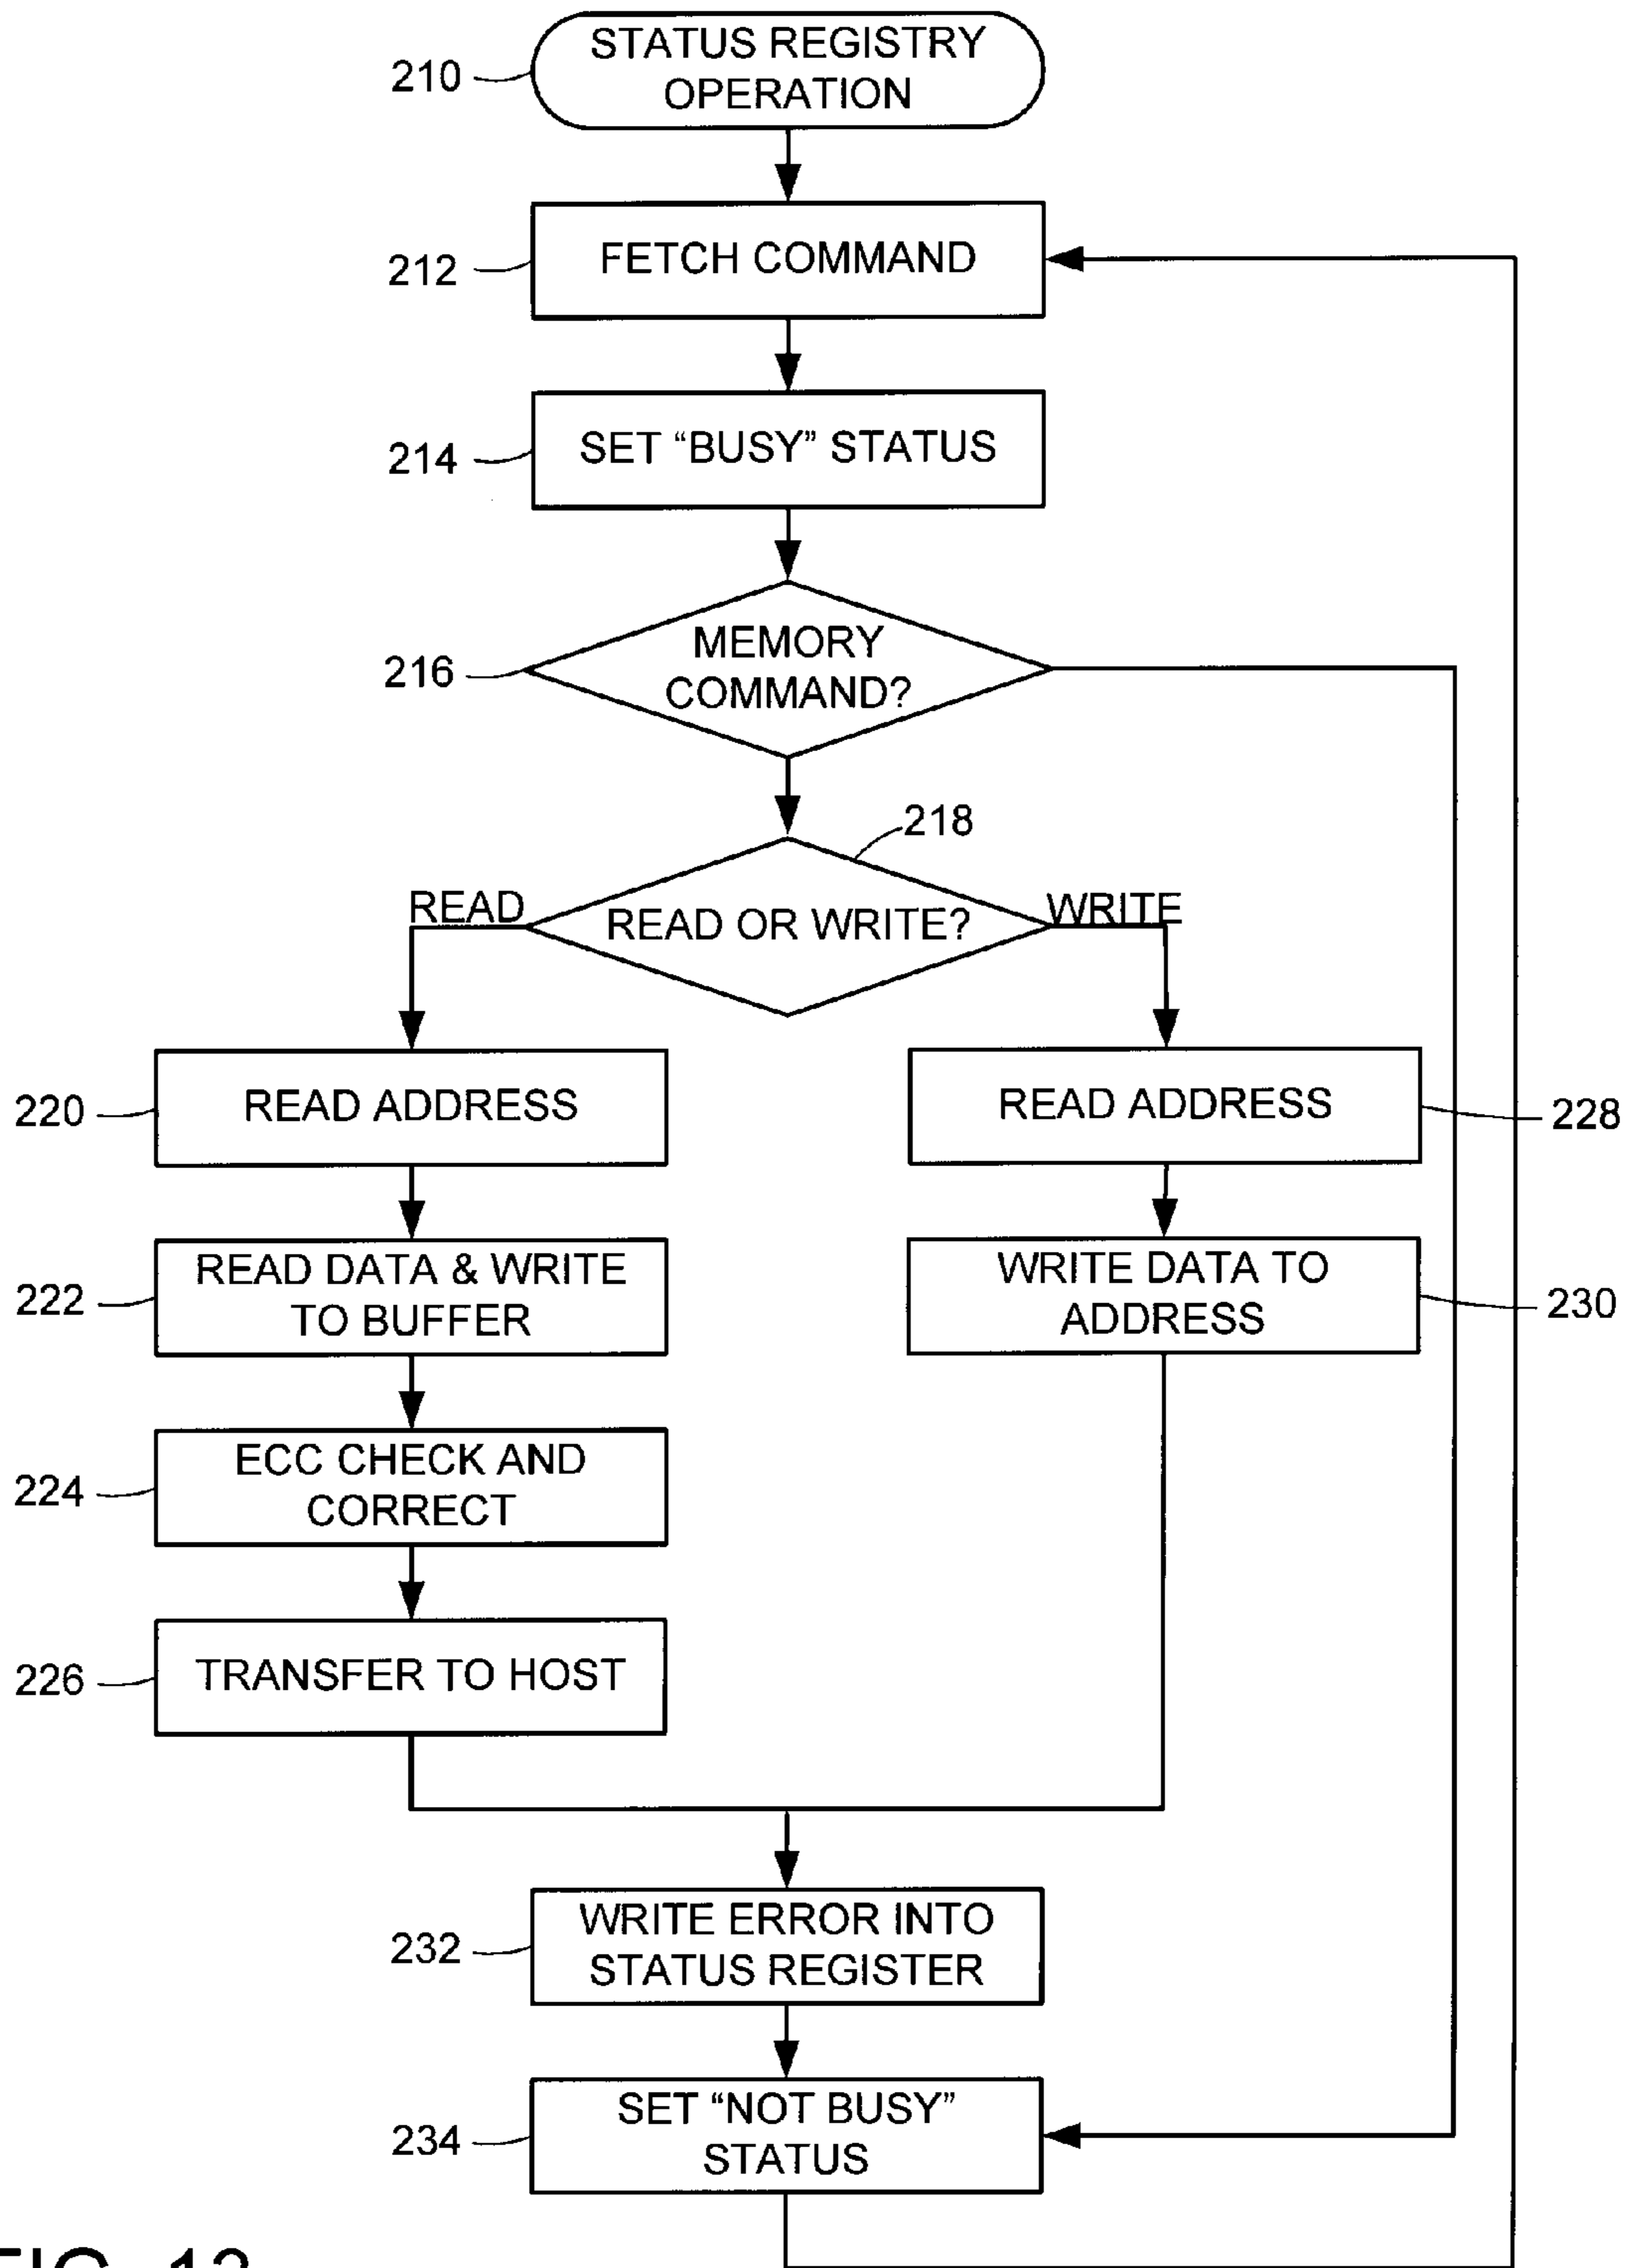 STATUS REGISTRY
OPERATION
210
FETCH COMMAND
212
SET “BUSY” STATUS
214
MEMORY
COMMAND?
216
218
READ
READ OR WRITE?
WRITE
220
READ ADDRESS
READ ADDRESS
228
READ DATA & WRITE
TO BUFFER
222
WRITE DATA TO
ADDRESS
230
ECC CHECK AND
CORRECT
224
TRANSFER TO HOST
226
WRITE ERROR INTO
STATUS REGISTER
232
SET “NOT BUSY”
STATUS
234